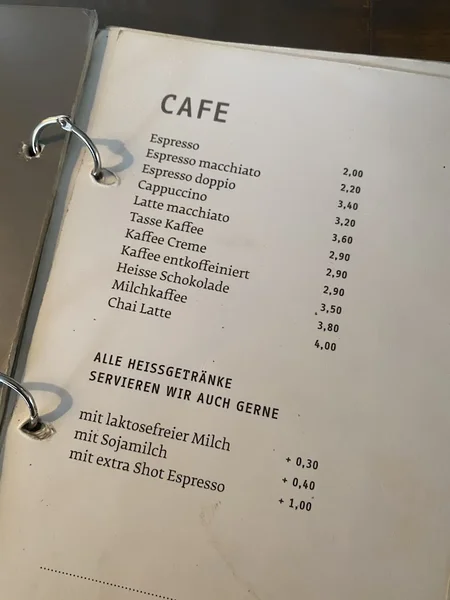 CAFE
Espresso 2,00
Espresso macchiato 2,20
Espresso doppio 3,40
Cappuccino 3,20
Latte macchiato 3,60
Tasse Kaffee 2,90
Kaffee Creme 2,90
Kaffee entkoffeiniert 2,90
Heisse Schokolade 3,50
Milchkaffee 3,80
Chai Latte 4,00
ALLE HEISSGETRÄNKE
SERVIEREN WIR AUCH GERNE
mit laktosefreier Milch + 0,30
mit Sojamilch + 0,40
mit extra Shot Espresso + 1,00